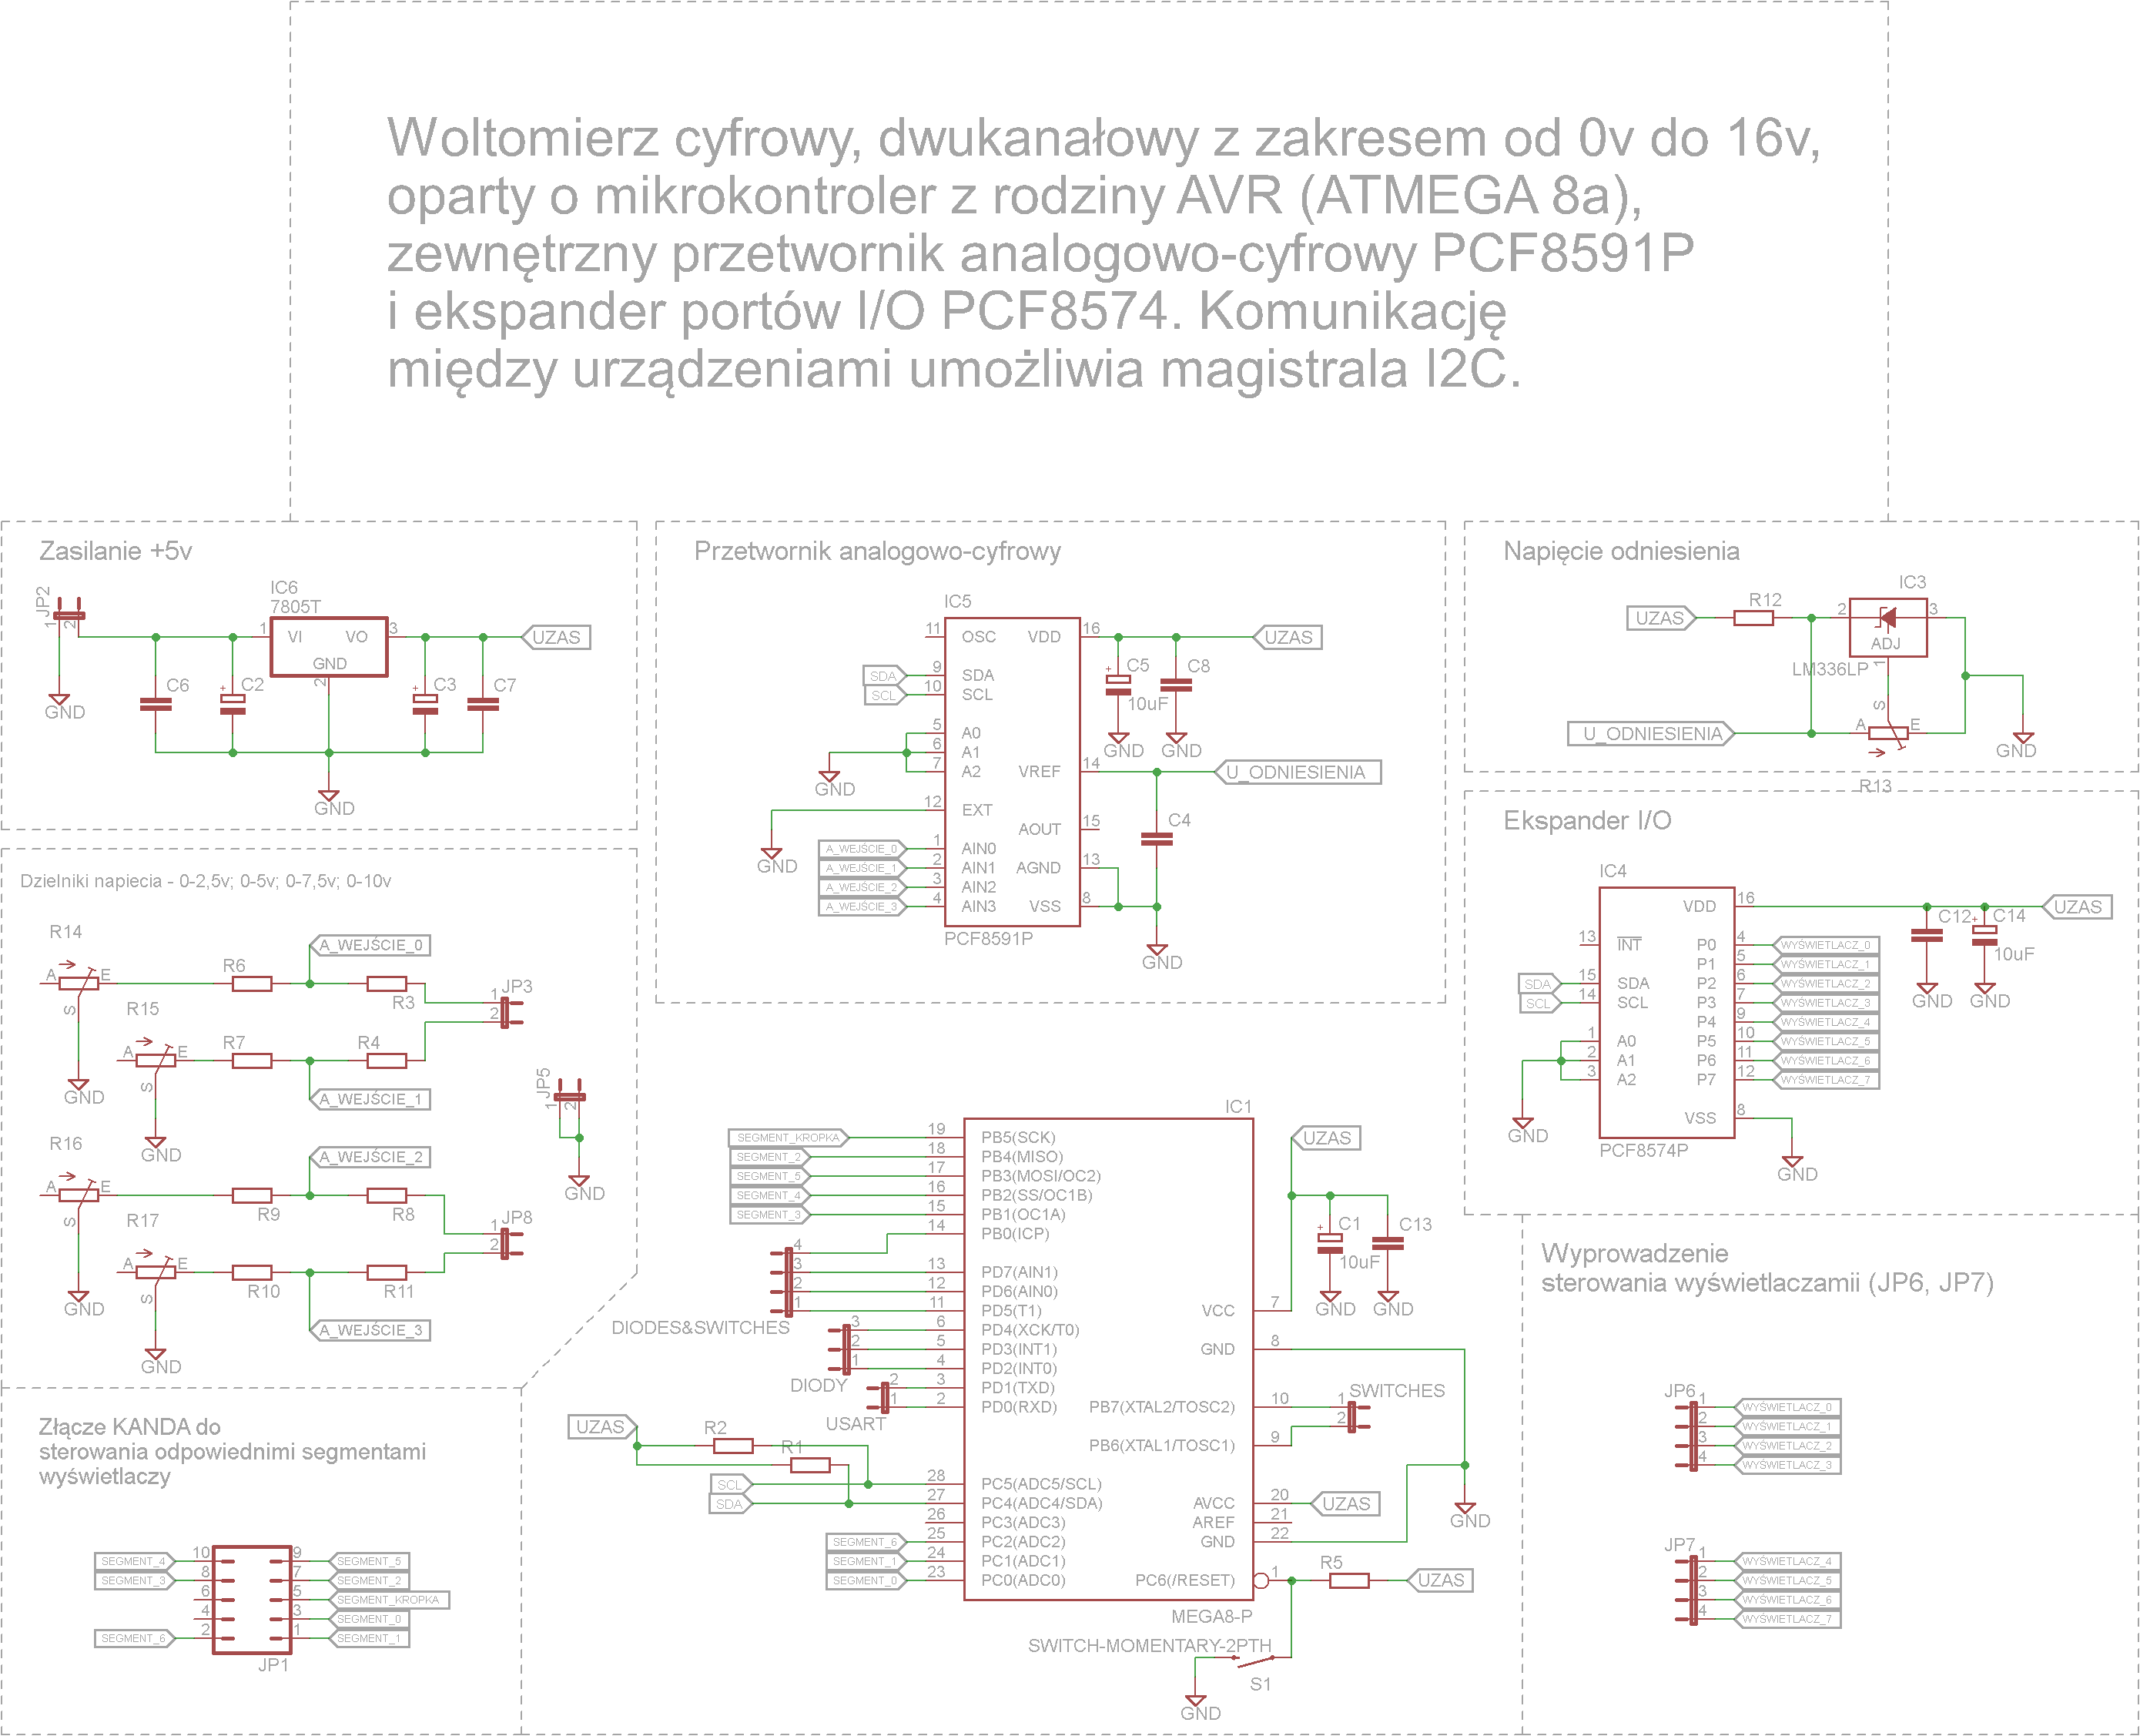 Woltomierz cyfrowy, dwukanałowy z zakresem od 0v do 16v,
oparty o mikrokontroler z rodziny AVR (ATMEGA 8a),
zewnętrzny przetwornik analogowo-cyfrowy PCF8591P
i ekspander portów I/O PCF8574. Komunikację
między urządzeniami umożliwia magistrala I2C.
Zasilanie +5v
JP2
1
2
IC6
7805T
1
VI
VO
3
GND
2
UZAS
C6
+
C2
+
C3
C7
GND
GND
Przetwornik analogowo-cyfrowy
IC5
11 OSC VDD 16
UZAS
SDA 9 SDA
SCL 10 SCL
+
C5
10uF
C8
GND
GND
5 A0
6 A1
7 A2 VREF 14
U_ODNIESIENIA
GND
12 EXT
AOUT 15
C4
GND
A_WEJŚCIE_0 1 AIN0
A_WEJŚCIE_1 2 AIN1 AGND 13
A_WEJŚCIE_2 3 AIN2
A_WEJŚCIE_3 4 AIN3 VSS 8
PCF8591P
GND
Napięcie odniesienia
IC3
UZAS
R12
2
3
ADJ
LM336LP
1
S
A
E
U_ODNIESIENIA
GND
R13
Ekspander I/O
IC4
VDD 16
UZAS
C12
+
C14
10uF
GND
GND
13 INT P0 4 WYŚWIETLACZ_0
P1 5 WYŚWIETLACZ_1
SDA 15 SDA P2 6 WYŚWIETLACZ_2
SCL 14 SCL P3 7 WYŚWIETLACZ_3
P4 9 WYŚWIETLACZ_4
1 A0 P5 10 WYŚWIETLACZ_5
2 A1 P6 11 WYŚWIETLACZ_6
3 A2 P7 12 WYŚWIETLACZ_7
VSS 8
GND
PCF8574P
GND
Dzielniki napiecia - 0-2,5v; 0-5v; 0-7,5v; 0-10v
R14
A
E
S
GND
R6
A_WEJŚCIE_0
R3
JP3
1
2
R15
A
E
S
GND
R7
R4
A_WEJŚCIE_1
JP5
1
2
GND
R16
A
E
S
GND
A_WEJŚCIE_2
R9
R8
JP8
1
2
R17
A
E
S
GND
R10
R11
A_WEJŚCIE_3
IC1
SEGMENT_KROPKA 19 PB5(SCK)
SEGMENT_2 18 PB4(MISO)
SEGMENT_5 17 PB3(MOSI/OC2)
SEGMENT_4 16 PB2(SS/OC1B)
SEGMENT_3 15 PB1(OC1A)
14 PB0(ICP)
4
3 13 PD7(AIN1)
2 12 PD6(AIN0)
1 11 PD5(T1)
DIODES&SWITCHES
3 6 PD4(XCK/T0)
2 5 PD3(INT1)
1 4 PD2(INT0)
DIODY
2 3 PD1(TXD)
1 2 PD0(RXD)
USART
UZAS
R2
R1
SCL 28 PC5(ADC5/SCL)
SDA 27 PC4(ADC4/SDA)
26 PC3(ADC3)
SEGMENT_6 25 PC2(ADC2)
SEGMENT_1 24 PC1(ADC1)
SEGMENT_0 23 PC0(ADC0)
UZAS
+
C1
10uF
C13
GND
GND
VCC 7
GND 8
PB7(XTAL2/TOSC2) 10
PB6(XTAL1/TOSC1) 9
SWITCHES
1
2
AVCC 20 UZAS
AREF 21
GND 22
GND
PC6(/RESET) 1
R5
UZAS
MEGA8-P
SWITCH-MOMENTARY-2PTH
S1
GND
Wyprowadzenie
sterowania wyświetlaczamii (JP6, JP7)
JP6
1 WYŚWIETLACZ_0
2 WYŚWIETLACZ_1
3 WYŚWIETLACZ_2
4 WYŚWIETLACZ_3
JP7
1 WYŚWIETLACZ_4
2 WYŚWIETLACZ_5
3 WYŚWIETLACZ_6
4 WYŚWIETLACZ_7
Złącze KANDA do
sterowania odpowiednimi segmentami
wyświetlaczy
SEGMENT_4 10 9 SEGMENT_5
SEGMENT_3 8 7 SEGMENT_2
6 5 SEGMENT_KROPKA
4 3 SEGMENT_0
SEGMENT_6 2 1 SEGMENT_1
JP1